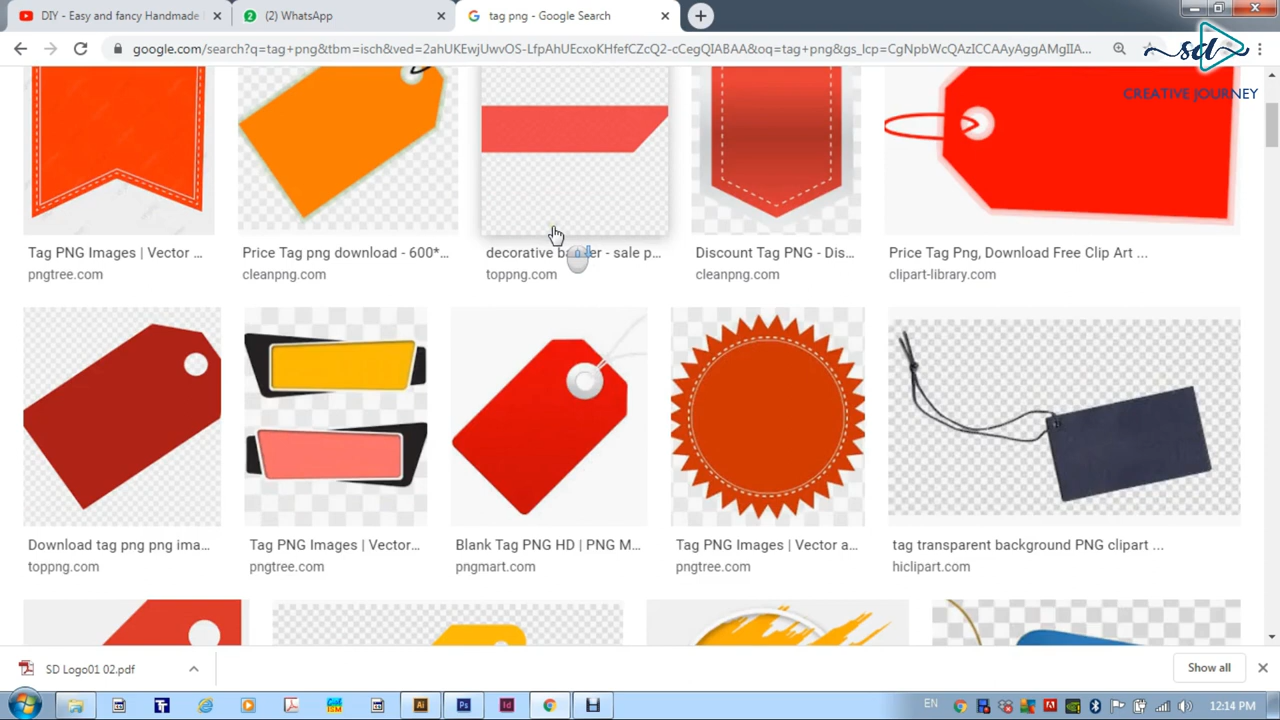 DIY - Easy and fancy Handmade
(2) WhatsApp
tag png - Google Search
google.com/search?q=tag+png&tbm=isch&ved=2ahUKEwjUwvOS-LfpAhUEcxoKHfefCZcQ2-cCegQIABAA&oq=tag+png&gs_lcp=CgNpbWcQAzICCAAyAggAMgIIA...
sd
CREATIVE JOURNEY
Tag PNG Images | Vector ...
Price Tag png download - 600*...
decorative ba er - sale p...
Discount Tag PNG - Dis...
Price Tag Png, Download Free Clip Art ...
pngtree.com
cleanpng.com
toppng.com
cleanpng.com
clipart-library.com
Download tag png png ima...
Tag PNG Images | Vector...
Blank Tag PNG HD | PNG M...
Tag PNG Images | Vector a...
tag transparent background PNG clipart ...
toppng.com
pngtree.com
pngmart.com
pngtree.com
hiclipart.com
SD Logo01 02.pdf
Show all
Ai
Ps
Id
EN
12:14 PM